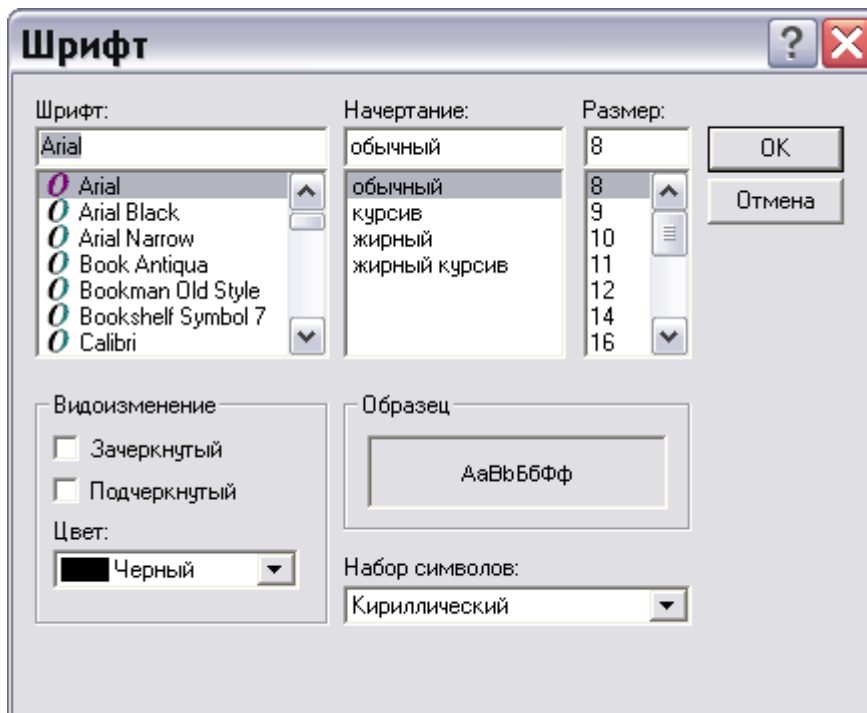 Шрифт
Шрифт:
Arial
Arial
Arial Black
Arial Narrow
Book Antiqua
Bookman Old Style
Bookshelf Symbol 7
Calibri
Начертание:
обычный
обычный
курсив
жирный
жирный курсив
Размер:
8
8
9
10
11
12
14
16
OK
Отмена
Видоизменение
Зачеркнутый
Подчеркнутый
Цвет:
Черный
Образец
АаВbБбФф
Набор символов:
Кириллический